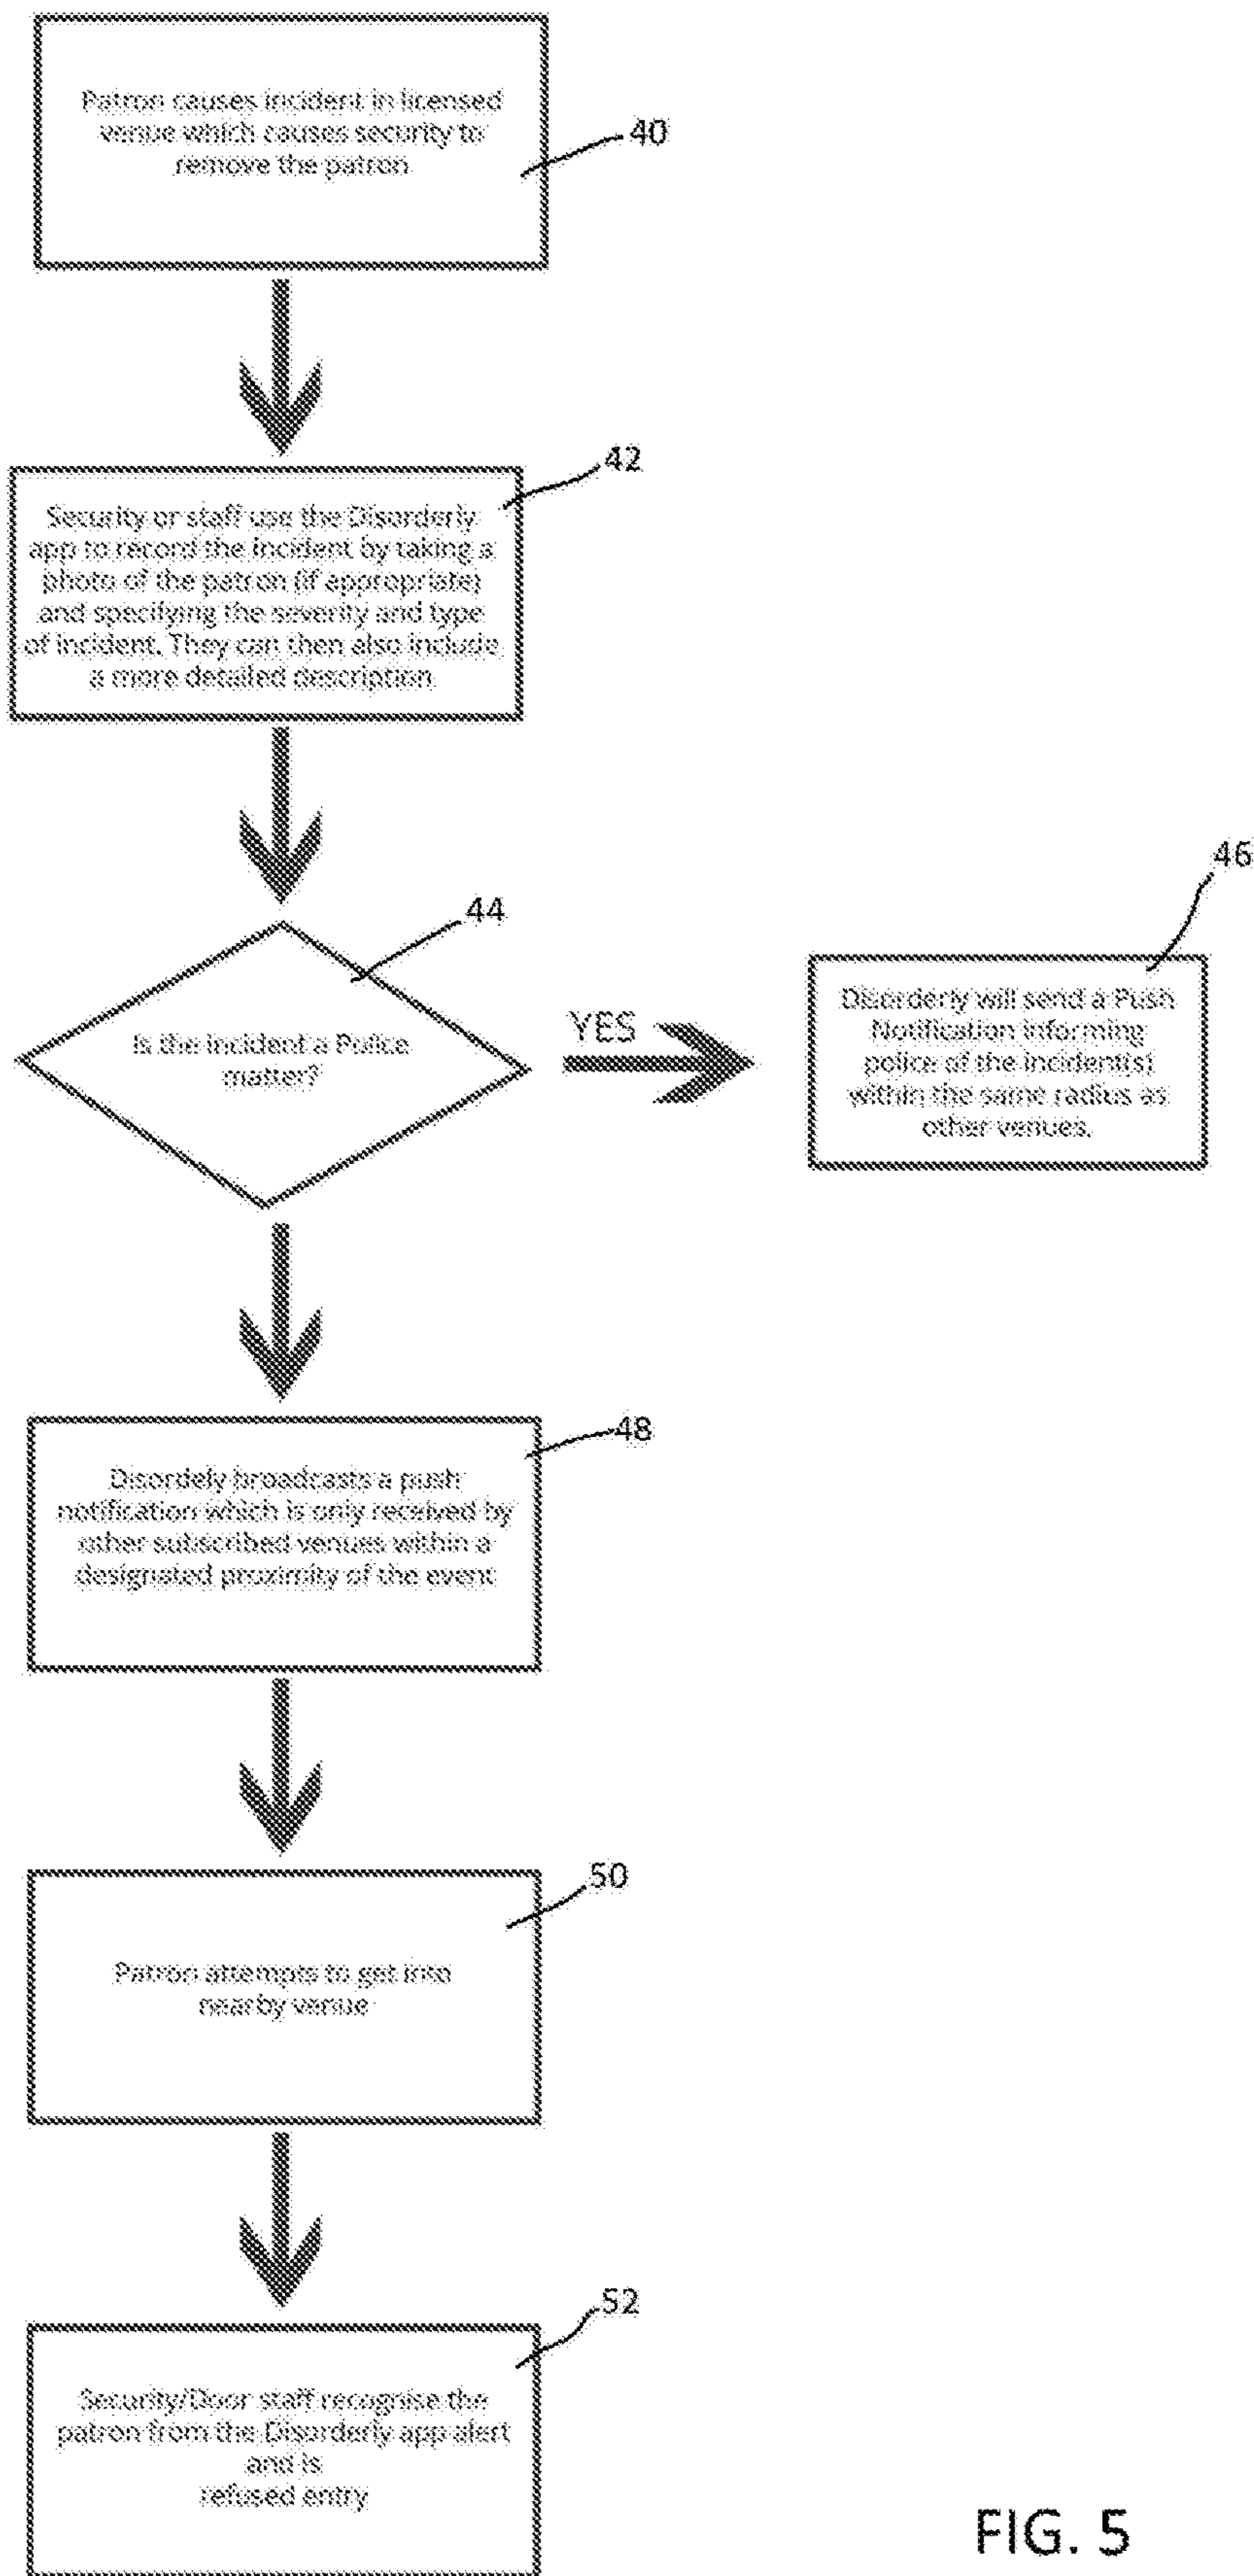 Patron causes incident in licensed
venue which causes security to
remove the patron
40
42
Security or staff use the Disorderly
app to record the incident by taking a
photo of the patron (if appropriate)
and specifying the severity and type
of incident. They can then also include
a more detailed description
44
Is the incident a Police
matter?
YES
46
Disorderly will send a Push
Notification informing
police of the incident(s)
within the same radius as
other venues.
48
Disordely broadcasts a push
notification which is only received by
other subscribed venues within a
designated proximity of the event
50
Patron attempts to get into
nearby venue
52
Security/Door staff recognise the
patron from the Disorderly app alert
and is
refused entry
FIG. 5